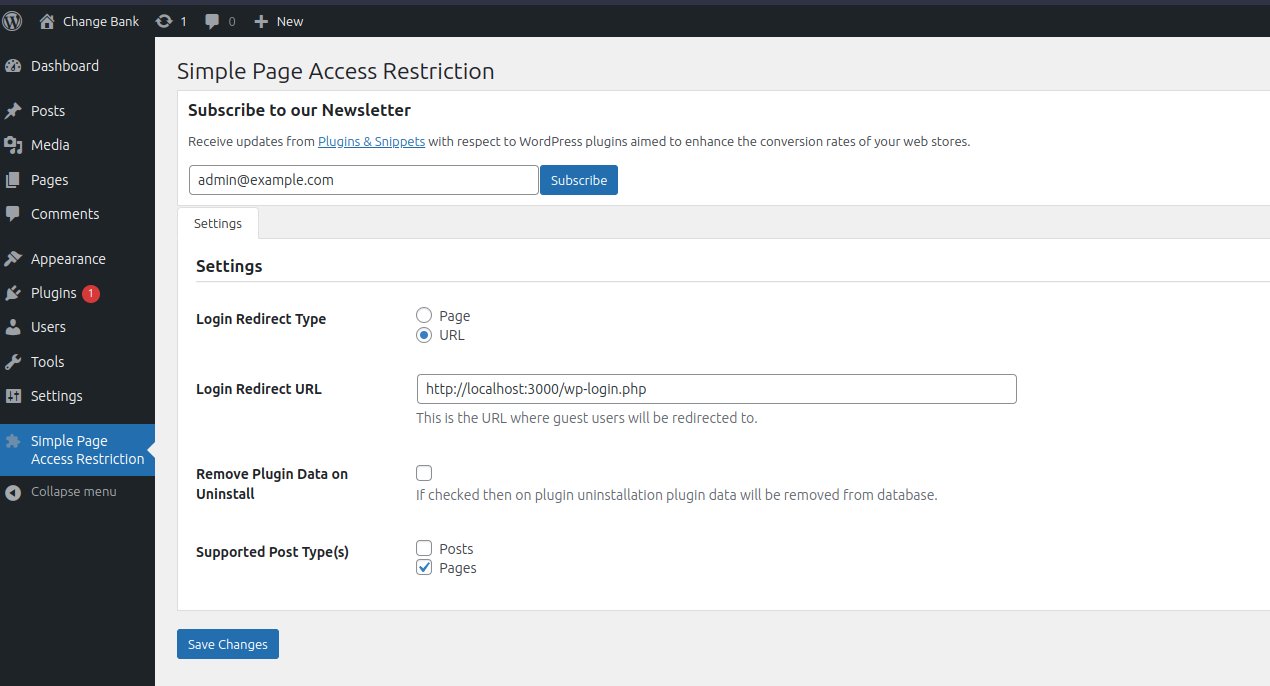 Change Bank 1 0 New
Dashboard
Posts
Media
Pages
Comments
Appearance
Plugins 1
Users
Tools
Settings
Simple Page
Access Restriction
Collapse menu
Simple Page Access Restriction
Subscribe to our Newsletter
Receive updates from Plugins & Snippets with respect to WordPress plugins aimed to enhance the conversion rates of your web stores.
admin@example.com Subscribe
Settings
Settings
Login Redirect Type
Page
URL
Login Redirect URL
http://localhost:3000/wp-login.php
This is the URL where guest users will be redirected to.
Remove Plugin Data on
Uninstall
If checked then on plugin uninstallation plugin data will be removed from database.
Supported Post Type(s)
Posts
Pages
Save Changes